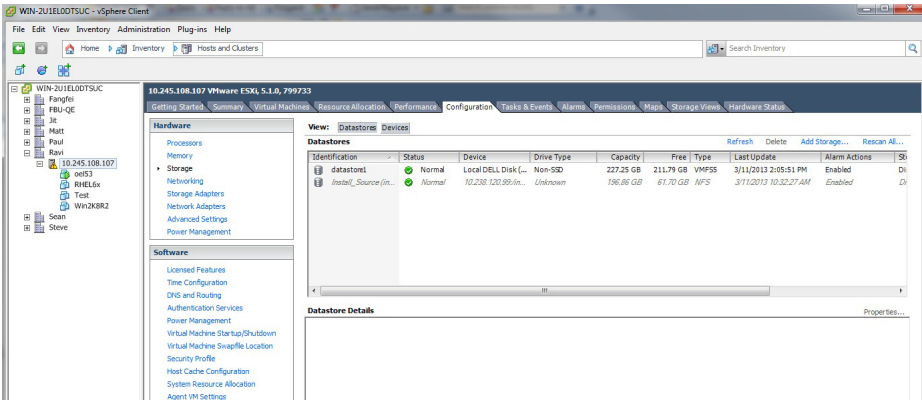 WIN-2U1EL0DTSUC - vSphere Client
File Edit View Inventory Administration Plug-ins Help
Home Inventory Hosts and Clusters Search Inventory
WIN-2U1EL0DTSUC
Fangfei
FBU-QE
Jit
Matt
Paul
Ravi
10.245.108.107
oel53
RHEL6x
Test
Win2K8R2
Sean
Steve
10.245.108.107 VMware ESXi, 5.1.0, 799733
Getting Started Summary Virtual Machines Resource Allocation Performance Configuration Tasks & Events Alarms Permissions Maps Storage Views Hardware Status
Hardware
Processors
Memory
Storage
Networking
Storage Adapters
Network Adapters
Advanced Settings
Power Management
Software
Licensed Features
Time Configuration
DNS and Routing
Authentication Services
Power Management
Virtual Machine Startup/Shutdown
Virtual Machine Swapfile Location
Security Profile
Host Cache Configuration
System Resource Allocation
Agent VM Settings
View: Datastores Devices
Datastores Refresh Delete Add Storage... Rescan All...
Identification Status Device Drive Type Capacity Free Type Last Update Alarm Actions Sto
datastore1 Normal Local DELL Disk (... Non-SSD 227.25 GB 211.79 GB VMFS5 3/11/2013 2:05:51 PM Enabled Di
Install_Source (in... Normal 10.238.120.99:/in... Unknown 196.86 GB 61.70 GB NFS 3/11/2013 10:32:27 AM Enabled Di
Datastore Details Properties...